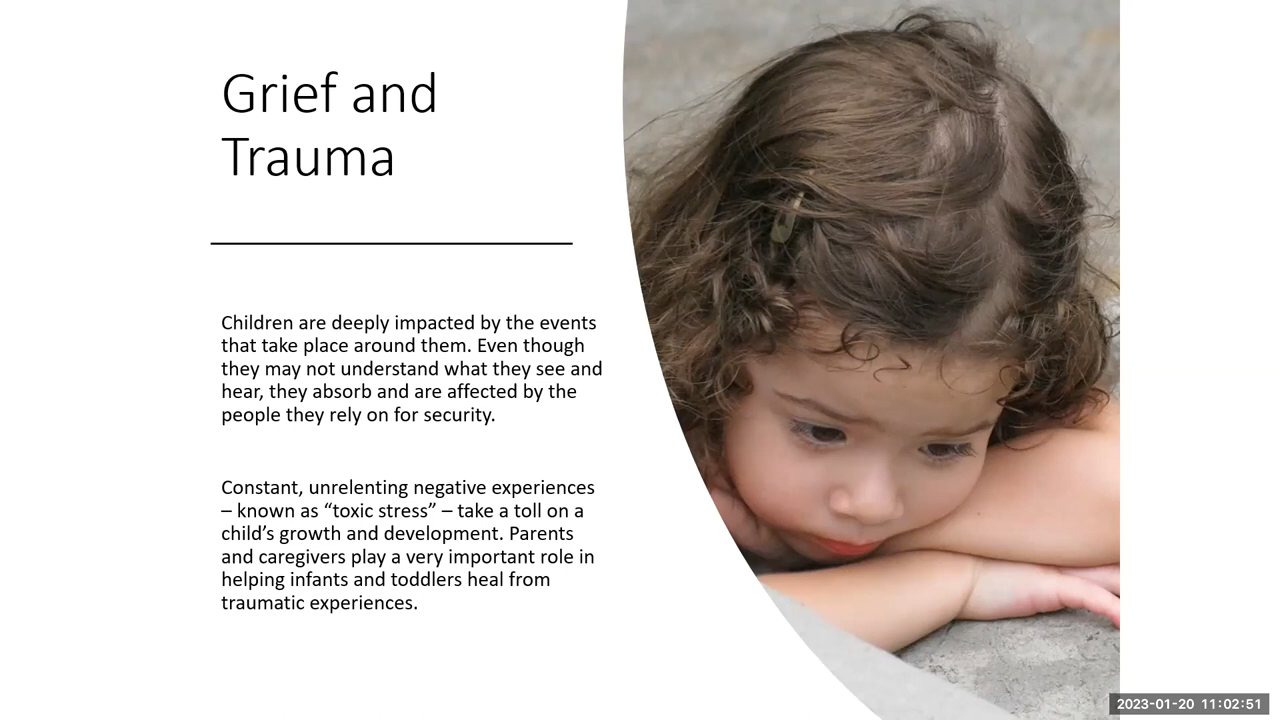 Grief and
Trauma
Children are deeply impacted by the events
that take place around them. Even though
they may not understand what they see and
hear, they absorb and are affected by the
people they rely on for security.
Constant, unrelenting negative experiences
– known as “toxic stress” – take a toll on a
child’s growth and development. Parents
and caregivers play a very important role in
helping infants and toddlers heal from
traumatic experiences.
2023-01-20 11:02:51